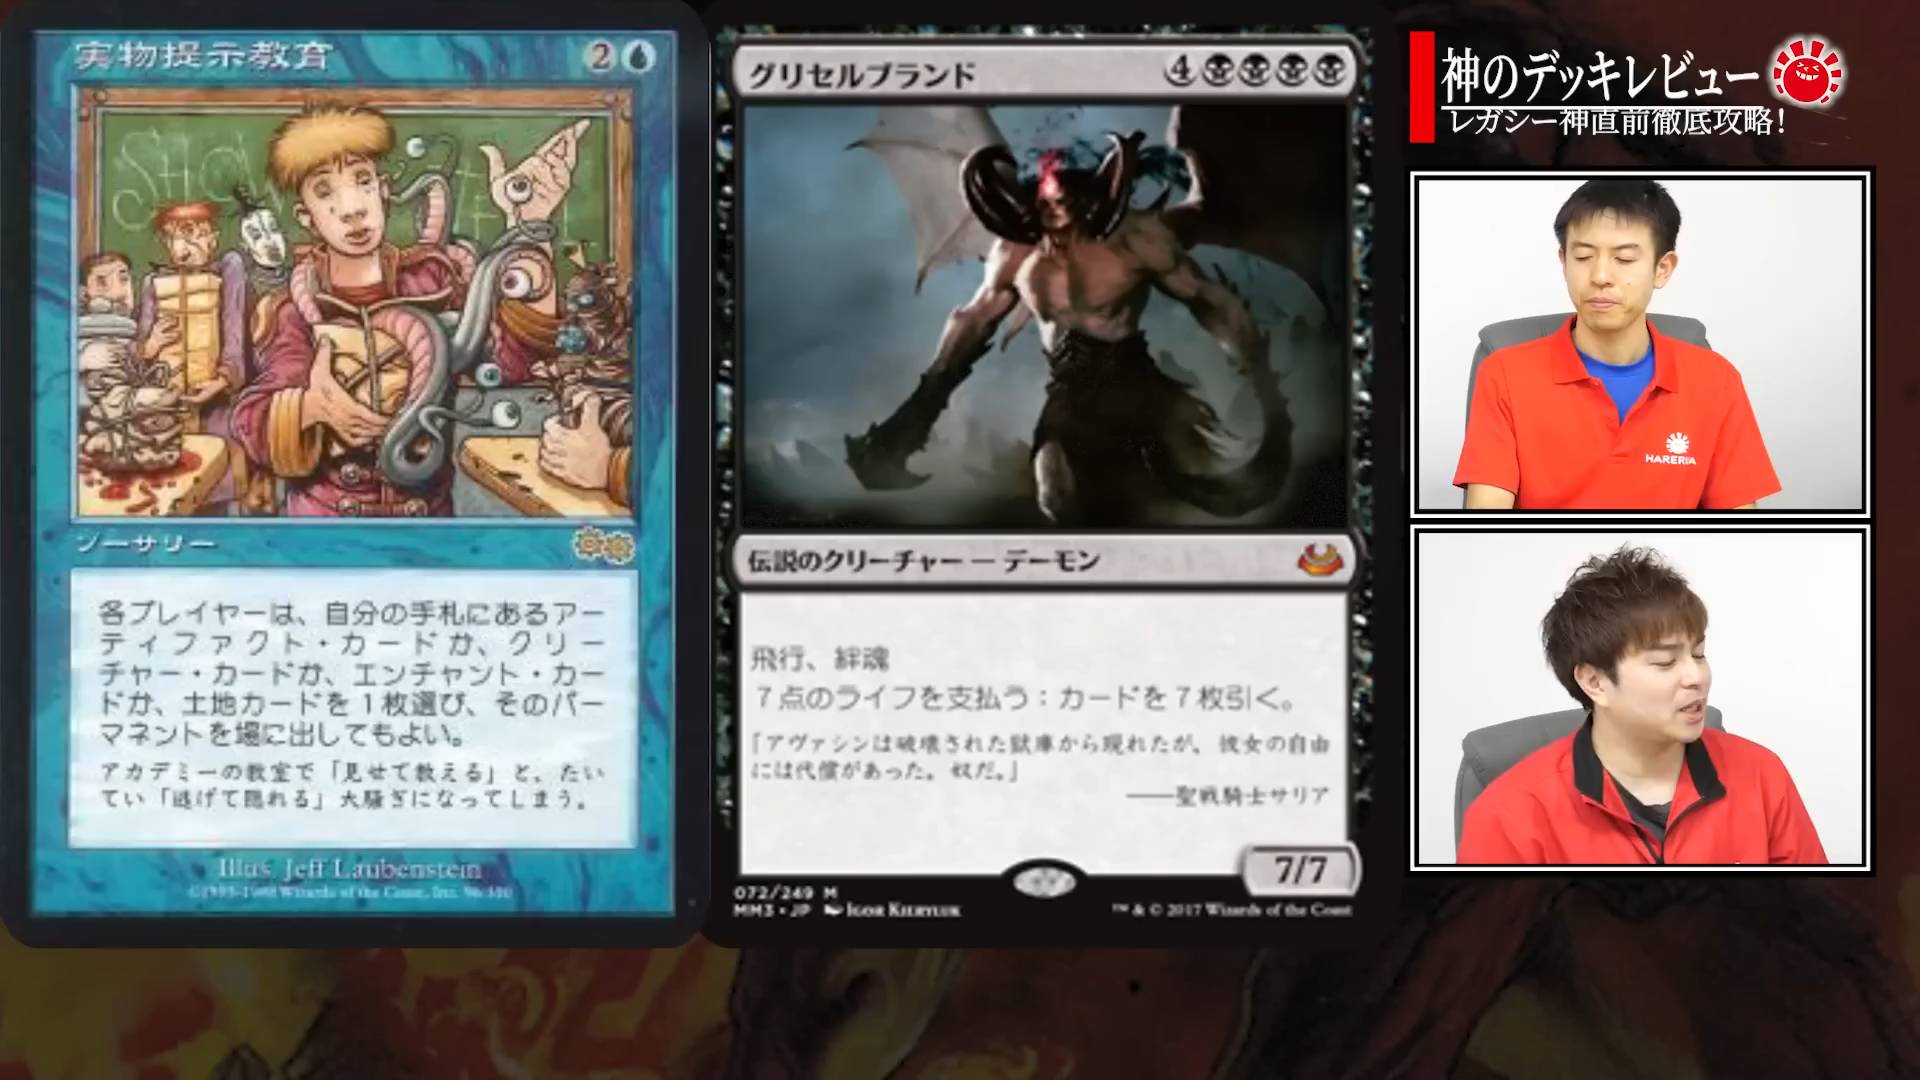 実物提示教育
2
ソーサリー
各プレイヤーは、自分の手札にあるアー
ティファクト・カードか、クリー
チャー・カードか、エンチャント・カー
ドか、土地カードを1枚選び、そのパー
マネントを場に出してもよい。
アカデミーの教室で「見せて教える」と、たい
てい「逃げて隠れる」大騒ぎになってしまう。
Illus. Jeff Laubenstein
グリセルブランド
4
伝説のクリーチャー — デーモン
飛行、絆魂
7点のライフを支払う：カードを7枚引く。
「アヴァシンは破壊された獄庫から現れたが、彼女の自由
には代償があった。奴だ。」
——聖戦騎士サリア
7/7
072/249 M
MM3 • JP Igor Kieryluk
™ & © 2017 Wizards of the Coast
神のデッキレビュー
レガシー神直前徹底攻略!
HARERUYA